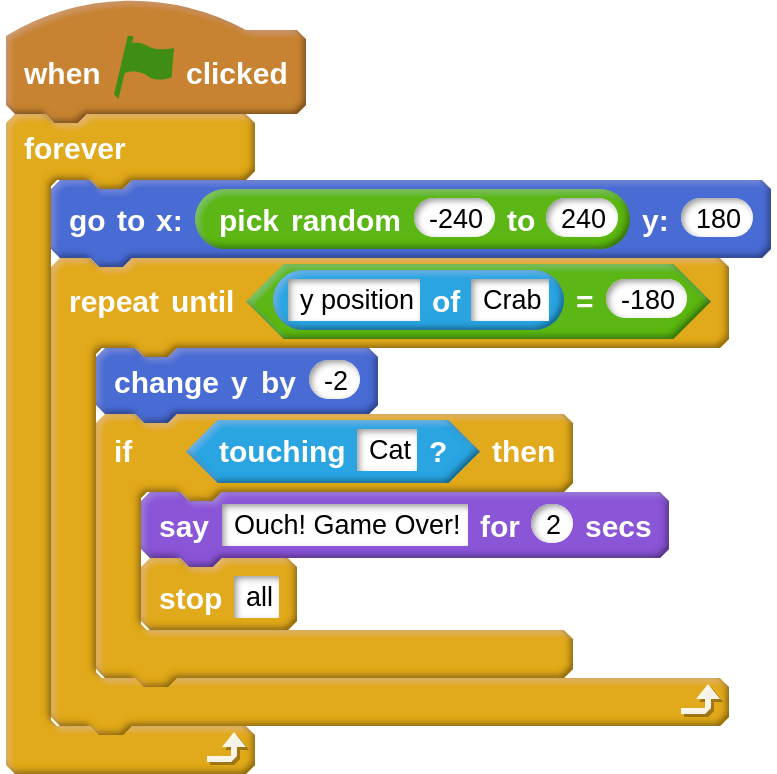 when clicked
forever
go to x: pick random -240 to 240 y: 180
repeat until y position of Crab = -180
change y by -2
if touching Cat ? then
say Ouch! Game Over! for 2 secs
stop all